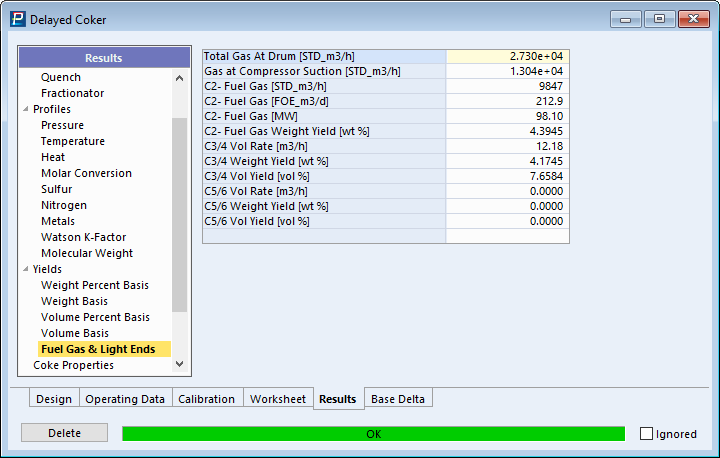 Delayed Coker
Results
Quench
Fractionator
Profiles
Pressure
Temperature
Heat
Molar Conversion
Sulfur
Nitrogen
Metals
Watson K-Factor
Molecular Weight
Yields
Weight Percent Basis
Weight Basis
Volume Percent Basis
Volume Basis
Fuel Gas & Light Ends
Coke Properties
Total Gas At Drum [STD_m3/h] 2.730e+04
Gas at Compressor Suction [STD_m3/h] 1.304e+04
C2- Fuel Gas [STD_m3/h] 9847
C2- Fuel Gas [FOE_m3/d] 212.9
C2- Fuel Gas [MW] 98.10
C2- Fuel Gas Weight Yield [wt %] 4.3945
C3/4 Vol Rate [m3/h] 12.18
C3/4 Weight Yield [wt %] 4.1745
C3/4 Vol Yield [vol %] 7.6584
C5/6 Vol Rate [m3/h] 0.0000
C5/6 Weight Yield [wt %] 0.0000
C5/6 Vol Yield [vol %] 0.0000
Design Operating Data Calibration Worksheet Results Base Delta
Delete OK Ignored